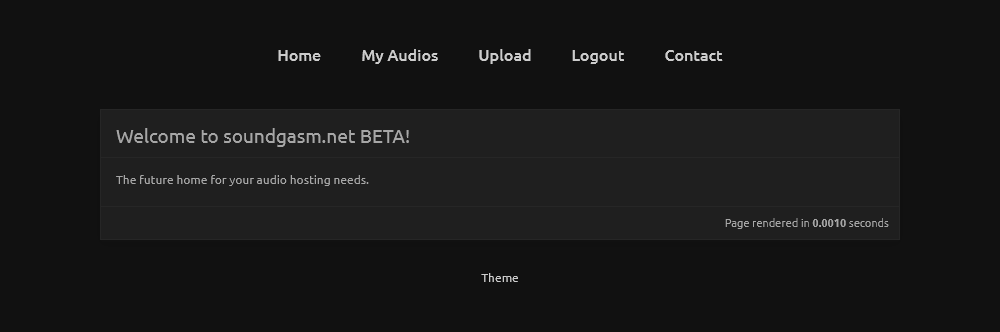 Home My Audios Upload Logout Contact
Welcome to soundgasm.net BETA!
The future home for your audio hosting needs.
Page rendered in 0.0010 seconds
Theme